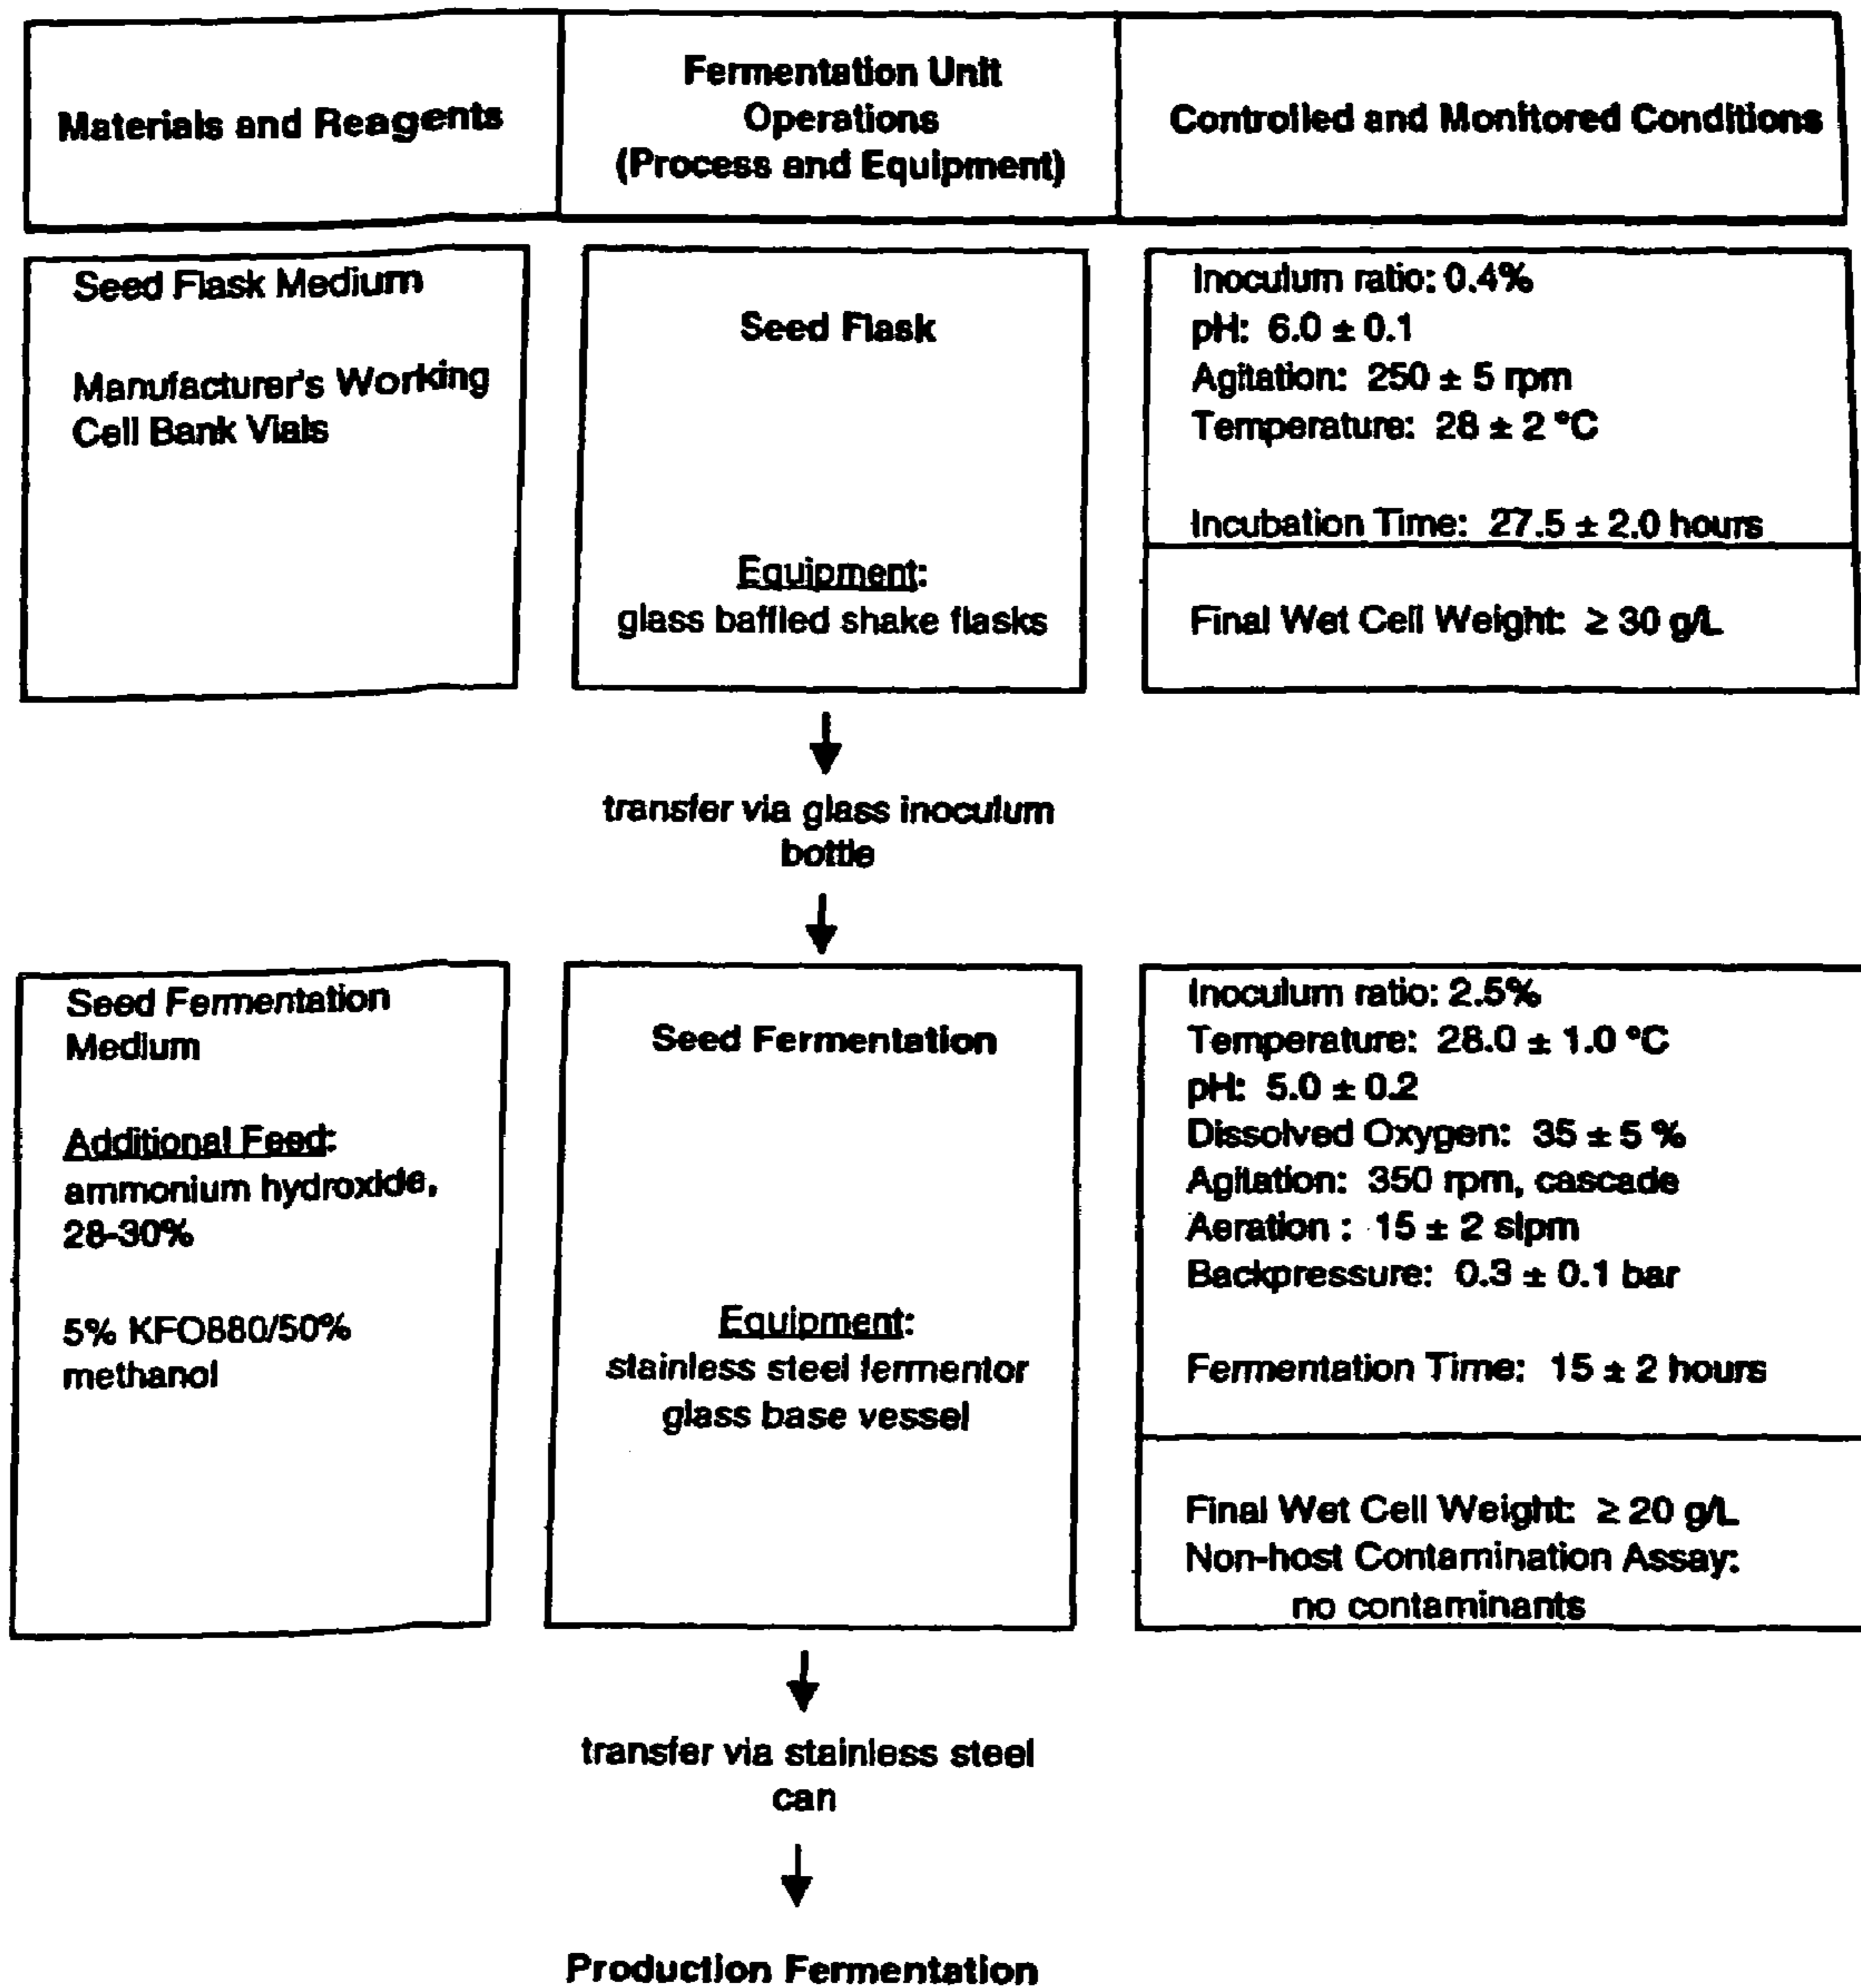 Materials and Reagents
Fermentation Unit
Operations
(Process and Equipment)
Controlled and Monitored Conditions
Seed Flask Medium
Manufacturer's Working
Cell Bank Vials
Seed Flask
Equipment:
glass baffled shake flasks
Inoculum ratio: 0.4%
pH: 6.0 ± 0.1
Agitation: 250 ± 5 rpm
Temperature: 28 ± 2 °C
Incubation Time: 27.5 ± 2.0 hours
Final Wet Cell Weight: ≥ 30 g/L
transfer via glass inoculum
bottle
Seed Fermentation
Medium
Additional Feed:
ammonium hydroxide,
28-30%
5% KFO880/50%
methanol
Seed Fermentation
Equipment:
stainless steel fermentor
glass base vessel
Inoculum ratio: 2.5%
Temperature: 28.0 ± 1.0 °C
pH: 5.0 ± 0.2
Dissolved Oxygen: 35 ± 5 %
Agitation: 350 rpm, cascade
Aeration : 15 ± 2 slpm
Backpressure: 0.3 ± 0.1 bar
Fermentation Time: 15 ± 2 hours
Final Wet Cell Weight: ≥ 20 g/L
Non-host Contamination Assay:
no contaminants
transfer via stainless steel
can
Production Fermentation